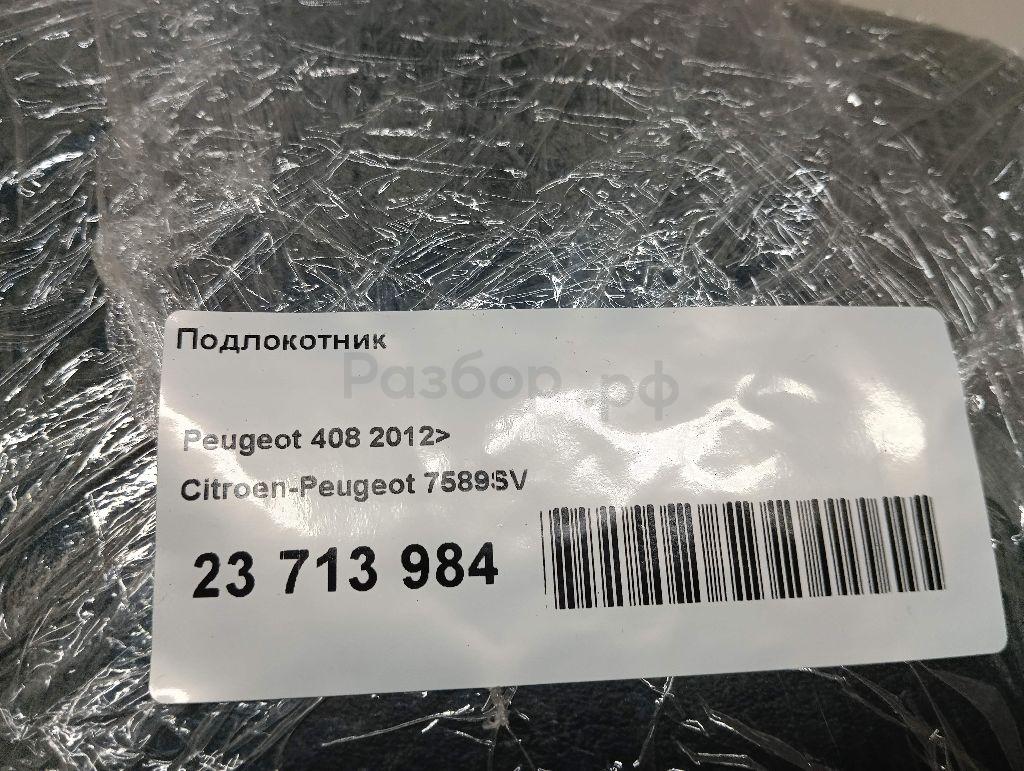 Подлокотник
Разбор.рф
Peugeot 408 2012>
Citroen-Peugeot 7589SV
23 713 984